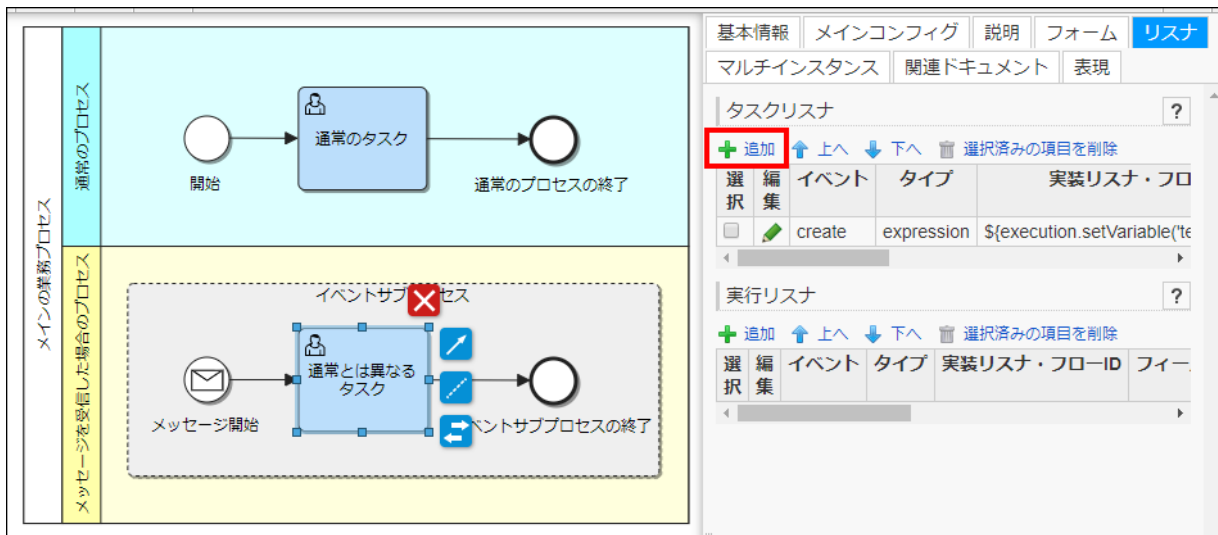 メインの業務プロセス
通常のプロセス
開始
通常のタスク
通常のプロセスの終了
メッセージを受信した場合のプロセス
イベントサブ
セス
メッセージ開始
通常とは異なる
タスク
ベントサブプロセスの終了
基本情報 メインコンフィグ 説明 フォーム リスナ
マルチインスタンス 関連ドキュメント 表現
タスクリスナ ?
追加 上へ 下へ 選択済みの項目を削除
選択 編集 イベント タイプ 実装リスナ・フロ
create expression ${execution.setVariable('te
実行リスナ ?
追加 上へ 下へ 選択済みの項目を削除
選択 編集 イベント タイプ 実装リスナ・フローID フィー